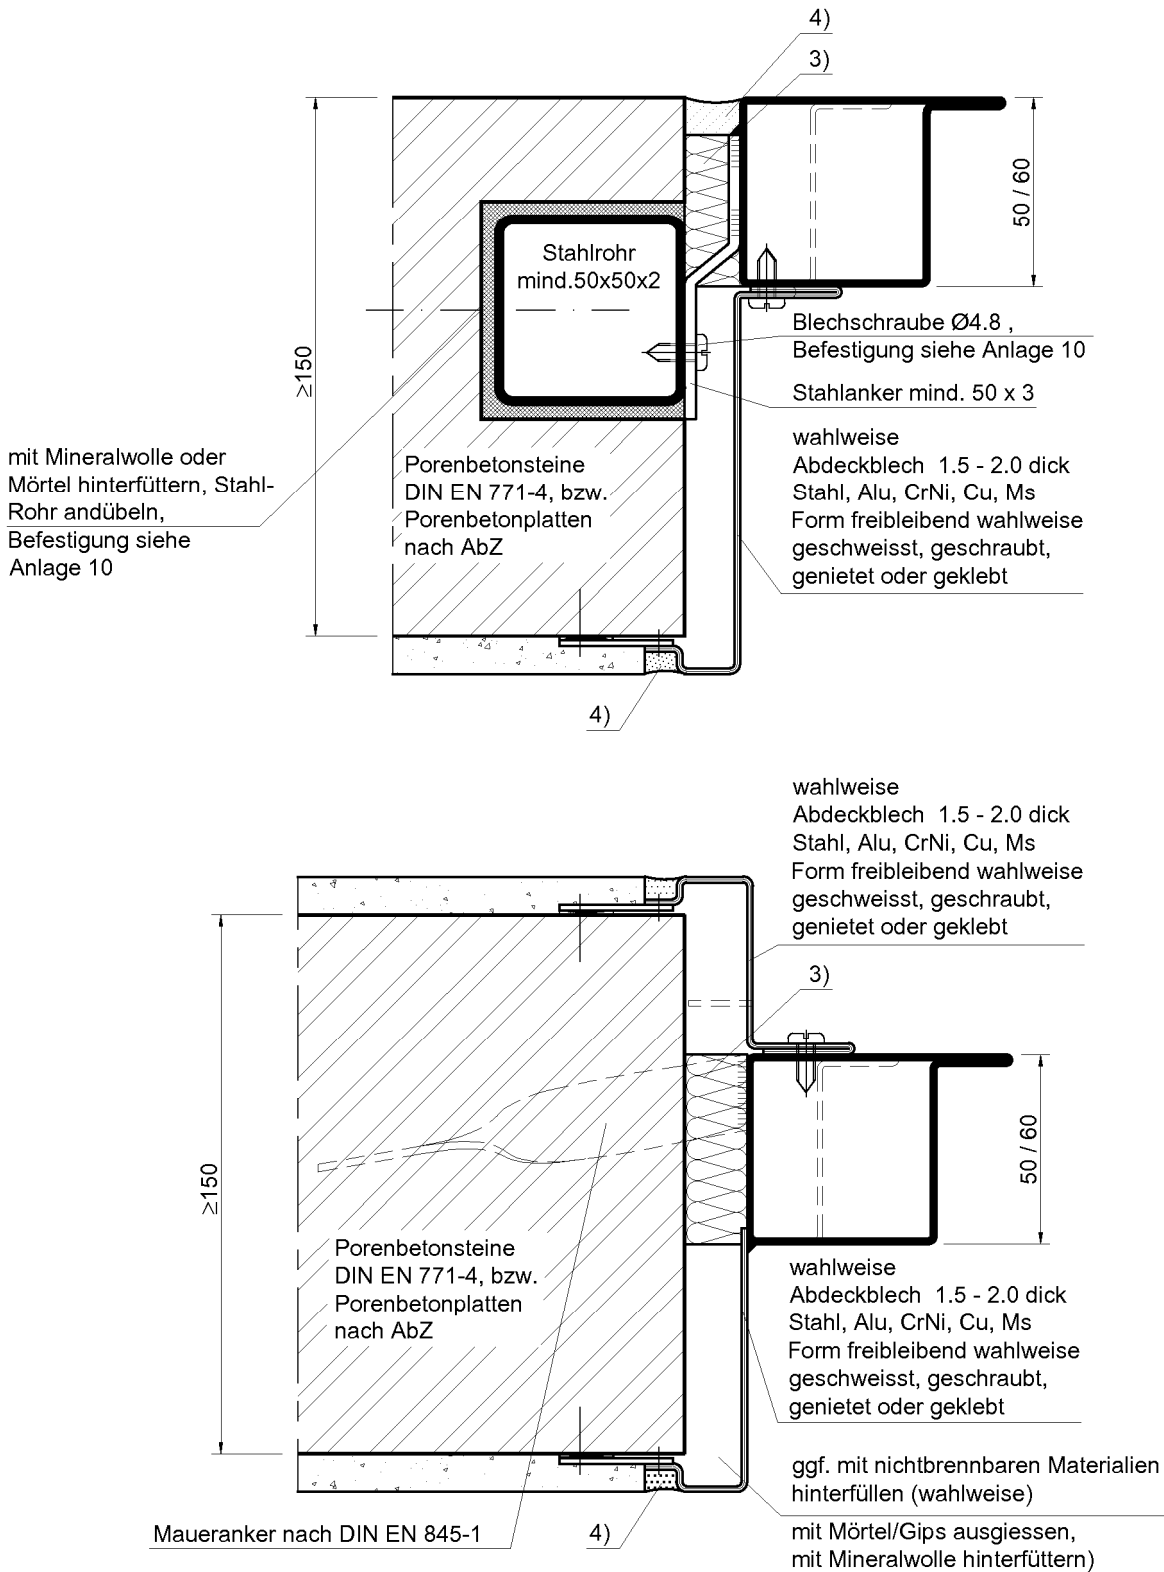 4)
3)
50 / 60
Stahlrohr
mind.50x50x2
≥150
Blechschraube Ø4.8 ,
Befestigung siehe Anlage 10
Stahlanker mind. 50 x 3
mit Mineralwolle oder
Mörtel hinterfüttern, Stahl-
Rohr andübeln,
Befestigung siehe
Anlage 10
Porenbetonsteine
DIN EN 771-4, bzw.
Porenbetonplatten
nach AbZ
wahlweise
Abdeckblech 1.5 - 2.0 dick
Stahl, Alu, CrNi, Cu, Ms
Form freibleibend wahlweise
geschweisst, geschraubt,
genietet oder geklebt
4)
wahlweise
Abdeckblech 1.5 - 2.0 dick
Stahl, Alu, CrNi, Cu, Ms
Form freibleibend wahlweise
geschweisst, geschraubt,
genietet oder geklebt
3)
50 / 60
≥150
Porenbetonsteine
DIN EN 771-4, bzw.
Porenbetonplatten
nach AbZ
wahlweise
Abdeckblech 1.5 - 2.0 dick
Stahl, Alu, CrNi, Cu, Ms
Form freibleibend wahlweise
geschweisst, geschraubt,
genietet oder geklebt
ggf. mit nichtbrennbaren Materialien
hinterfüllen (wahlweise)
mit Mörtel/Gips ausgiessen,
mit Mineralwolle hinterfüttern)
Maueranker nach DIN EN 845-1
4)